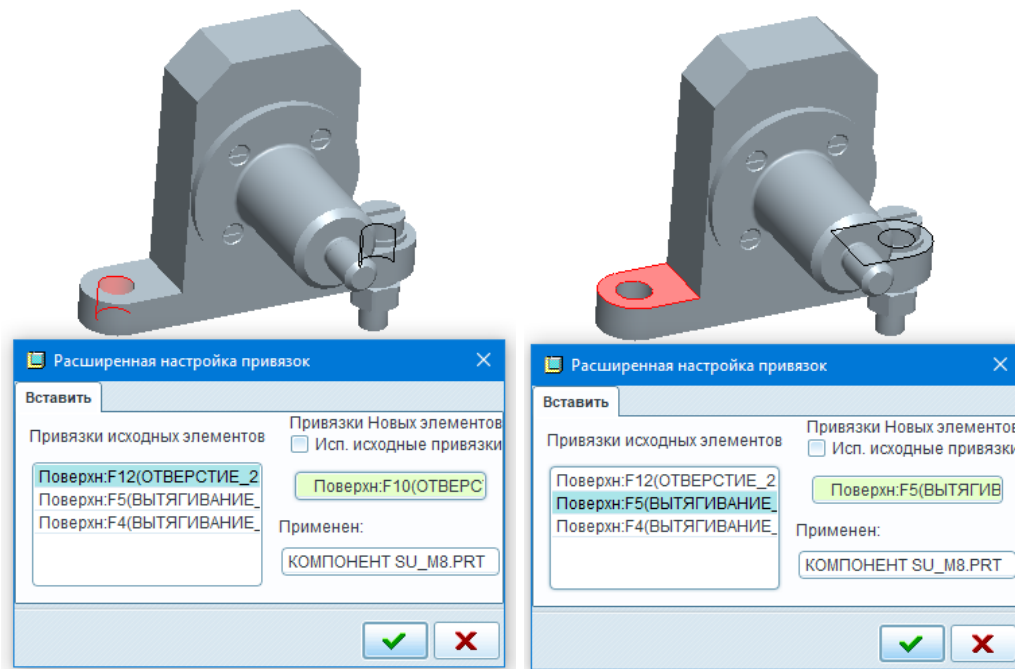 Расширенная настройка привязок
Вставить
Привязки исходных элементов
Привязки Новых элементов
Исп. исходные привязки
Поверхн:F12(ОТВЕРСТИЕ_2
Поверхн:F5(ВЫТЯГИВАНИЕ_
Поверхн:F4(ВЫТЯГИВАНИЕ_
Поверхн:F10(ОТВЕРС
Применен:
КОМПОНЕНТ SU_M8.PRT
Расширенная настройка привязок
Вставить
Привязки исходных элементов
Привязки Новых элементов
Исп. исходные привязки
Поверхн:F12(ОТВЕРСТИЕ_2
Поверхн:F5(ВЫТЯГИВАНИЕ_
Поверхн:F4(ВЫТЯГИВАНИЕ_
Поверхн:F5(ВЫТЯГИВ
Применен:
КОМПОНЕНТ SU_M8.PRT